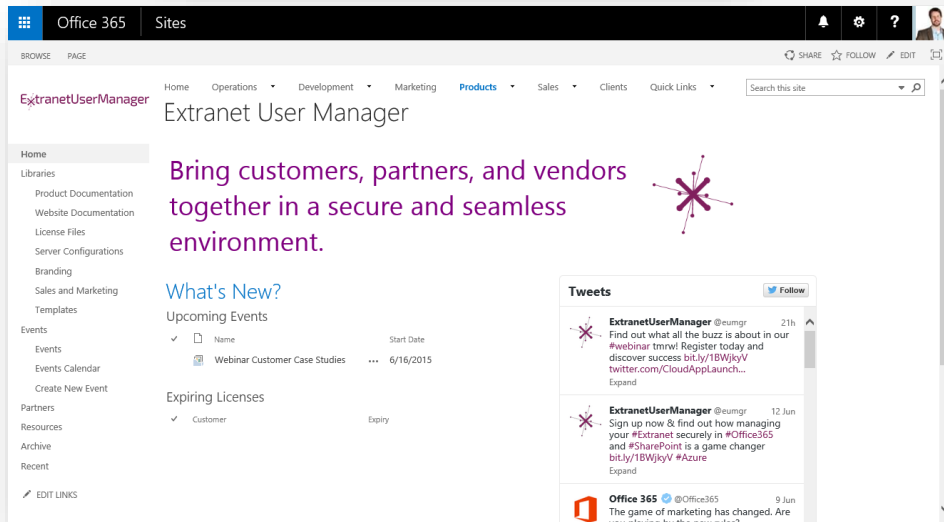 Office 365
Sites
?
BROWSE PAGE
SHARE FOLLOW EDIT
ExtranetUserManager
Home Operations Development Marketing Products Sales Clients Quick Links
Search this site
Extranet User Manager
Home
Libraries
Product Documentation
Website Documentation
License Files
Server Configurations
Branding
Sales and Marketing
Templates
Events
Events
Events Calendar
Create New Event
Partners
Resources
Archive
Recent
EDIT LINKS
Bring customers, partners, and vendors
together in a secure and seamless
environment.
What's New?
Upcoming Events
Name Start Date
Webinar Customer Case Studies ... 6/16/2015
Expiring Licenses
Customer Expiry
Tweets
Follow
ExtranetUserManager @eumgr 21h
Find out what all the buzz is about in our
#webinar tmrw! Register today and
discover success bit.ly/1BWjkyV
twitter.com/CloudAppLaunch...
Expand
ExtranetUserManager @eumgr 12 Jun
Sign up now & find out how managing
your #Extranet securely in #Office365
and #SharePoint is a game changer
bit.ly/1BWjkyV #Azure
Expand
Office 365 @Office365 9 Jun
The game of marketing has changed. Are
you playing by the new rules?